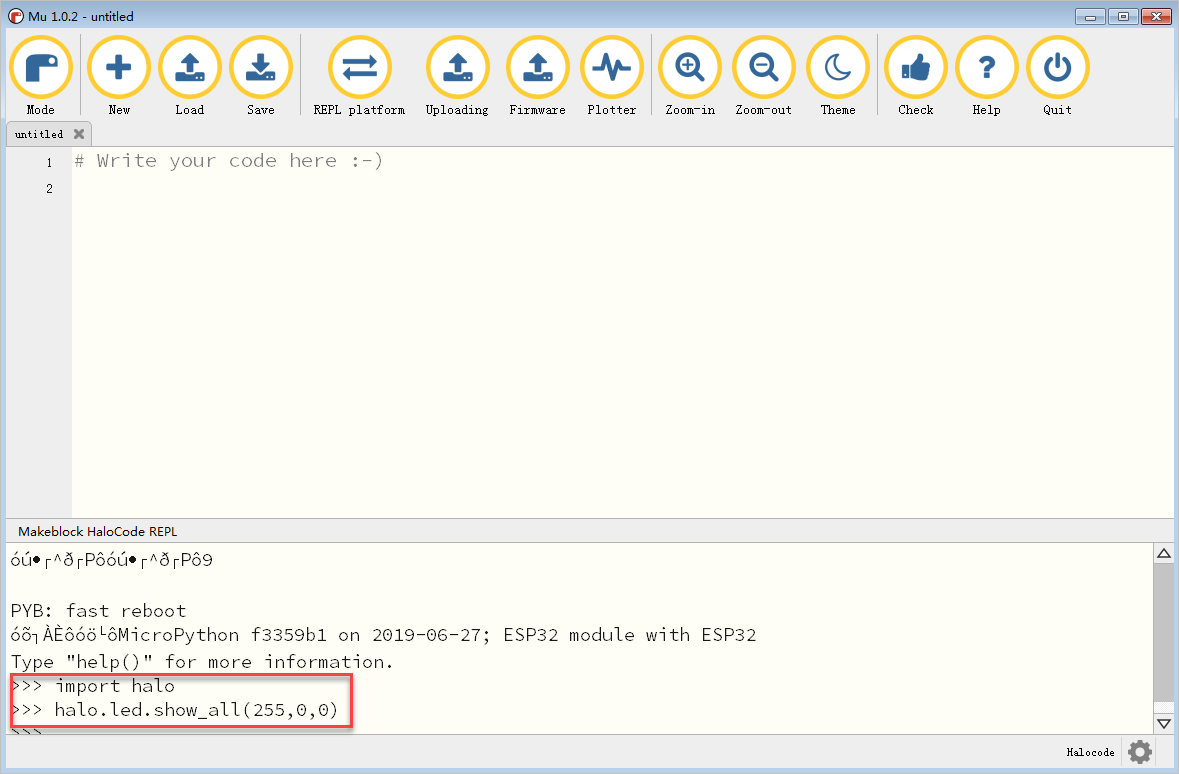 Mu 1.0.2 - untitled
Mode New Load Save REPL platform Uploading Firmware Plotter Zoom-in Zoom-out Theme Check Help Quit
untitled
1 # Write your code here :-)
2
Makeblock HaloCode REPL
óú•┌^ð┌Pôóú•┌^ð┌Pô9
PYB: fast reboot
óõ┐ÀÈôóö└ôMicroPython f3359b1 on 2019-06-27; ESP32 module with ESP32
Type "help()" for more information.
>>> import halo
>>> halo.led.show_all(255,0,0)
>>>
Halocode